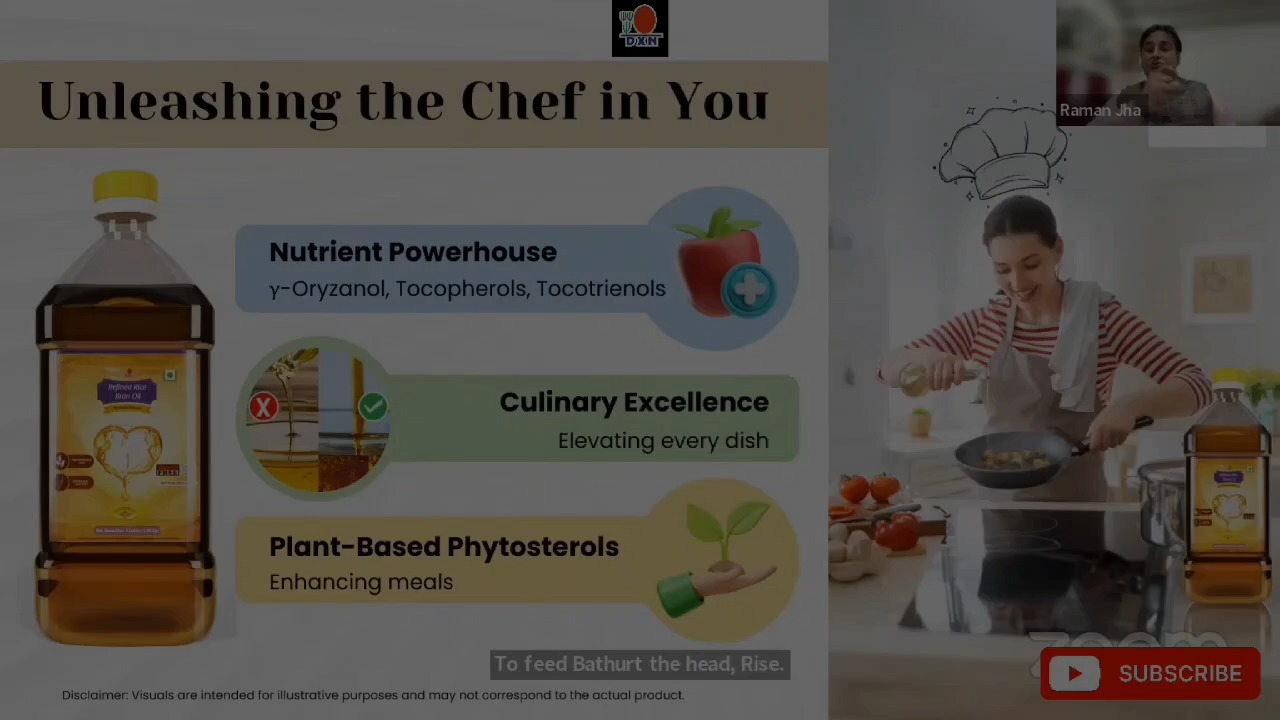 DXN
Unleashing the Chef in You
Raman Jha
Nutrient Powerhouse
γ-Oryzanol, Tocopherols, Tocotrienols
Culinary Excellence
Elevating every dish
Refined Rice
Bran Oil
Plant-Based Phytosterols
Enhancing meals
To feed Bathurt the head, Rise.
zoom
SUBSCRIBE
Disclaimer: Visuals are intended for illustrative purposes and may not correspond to the actual product.